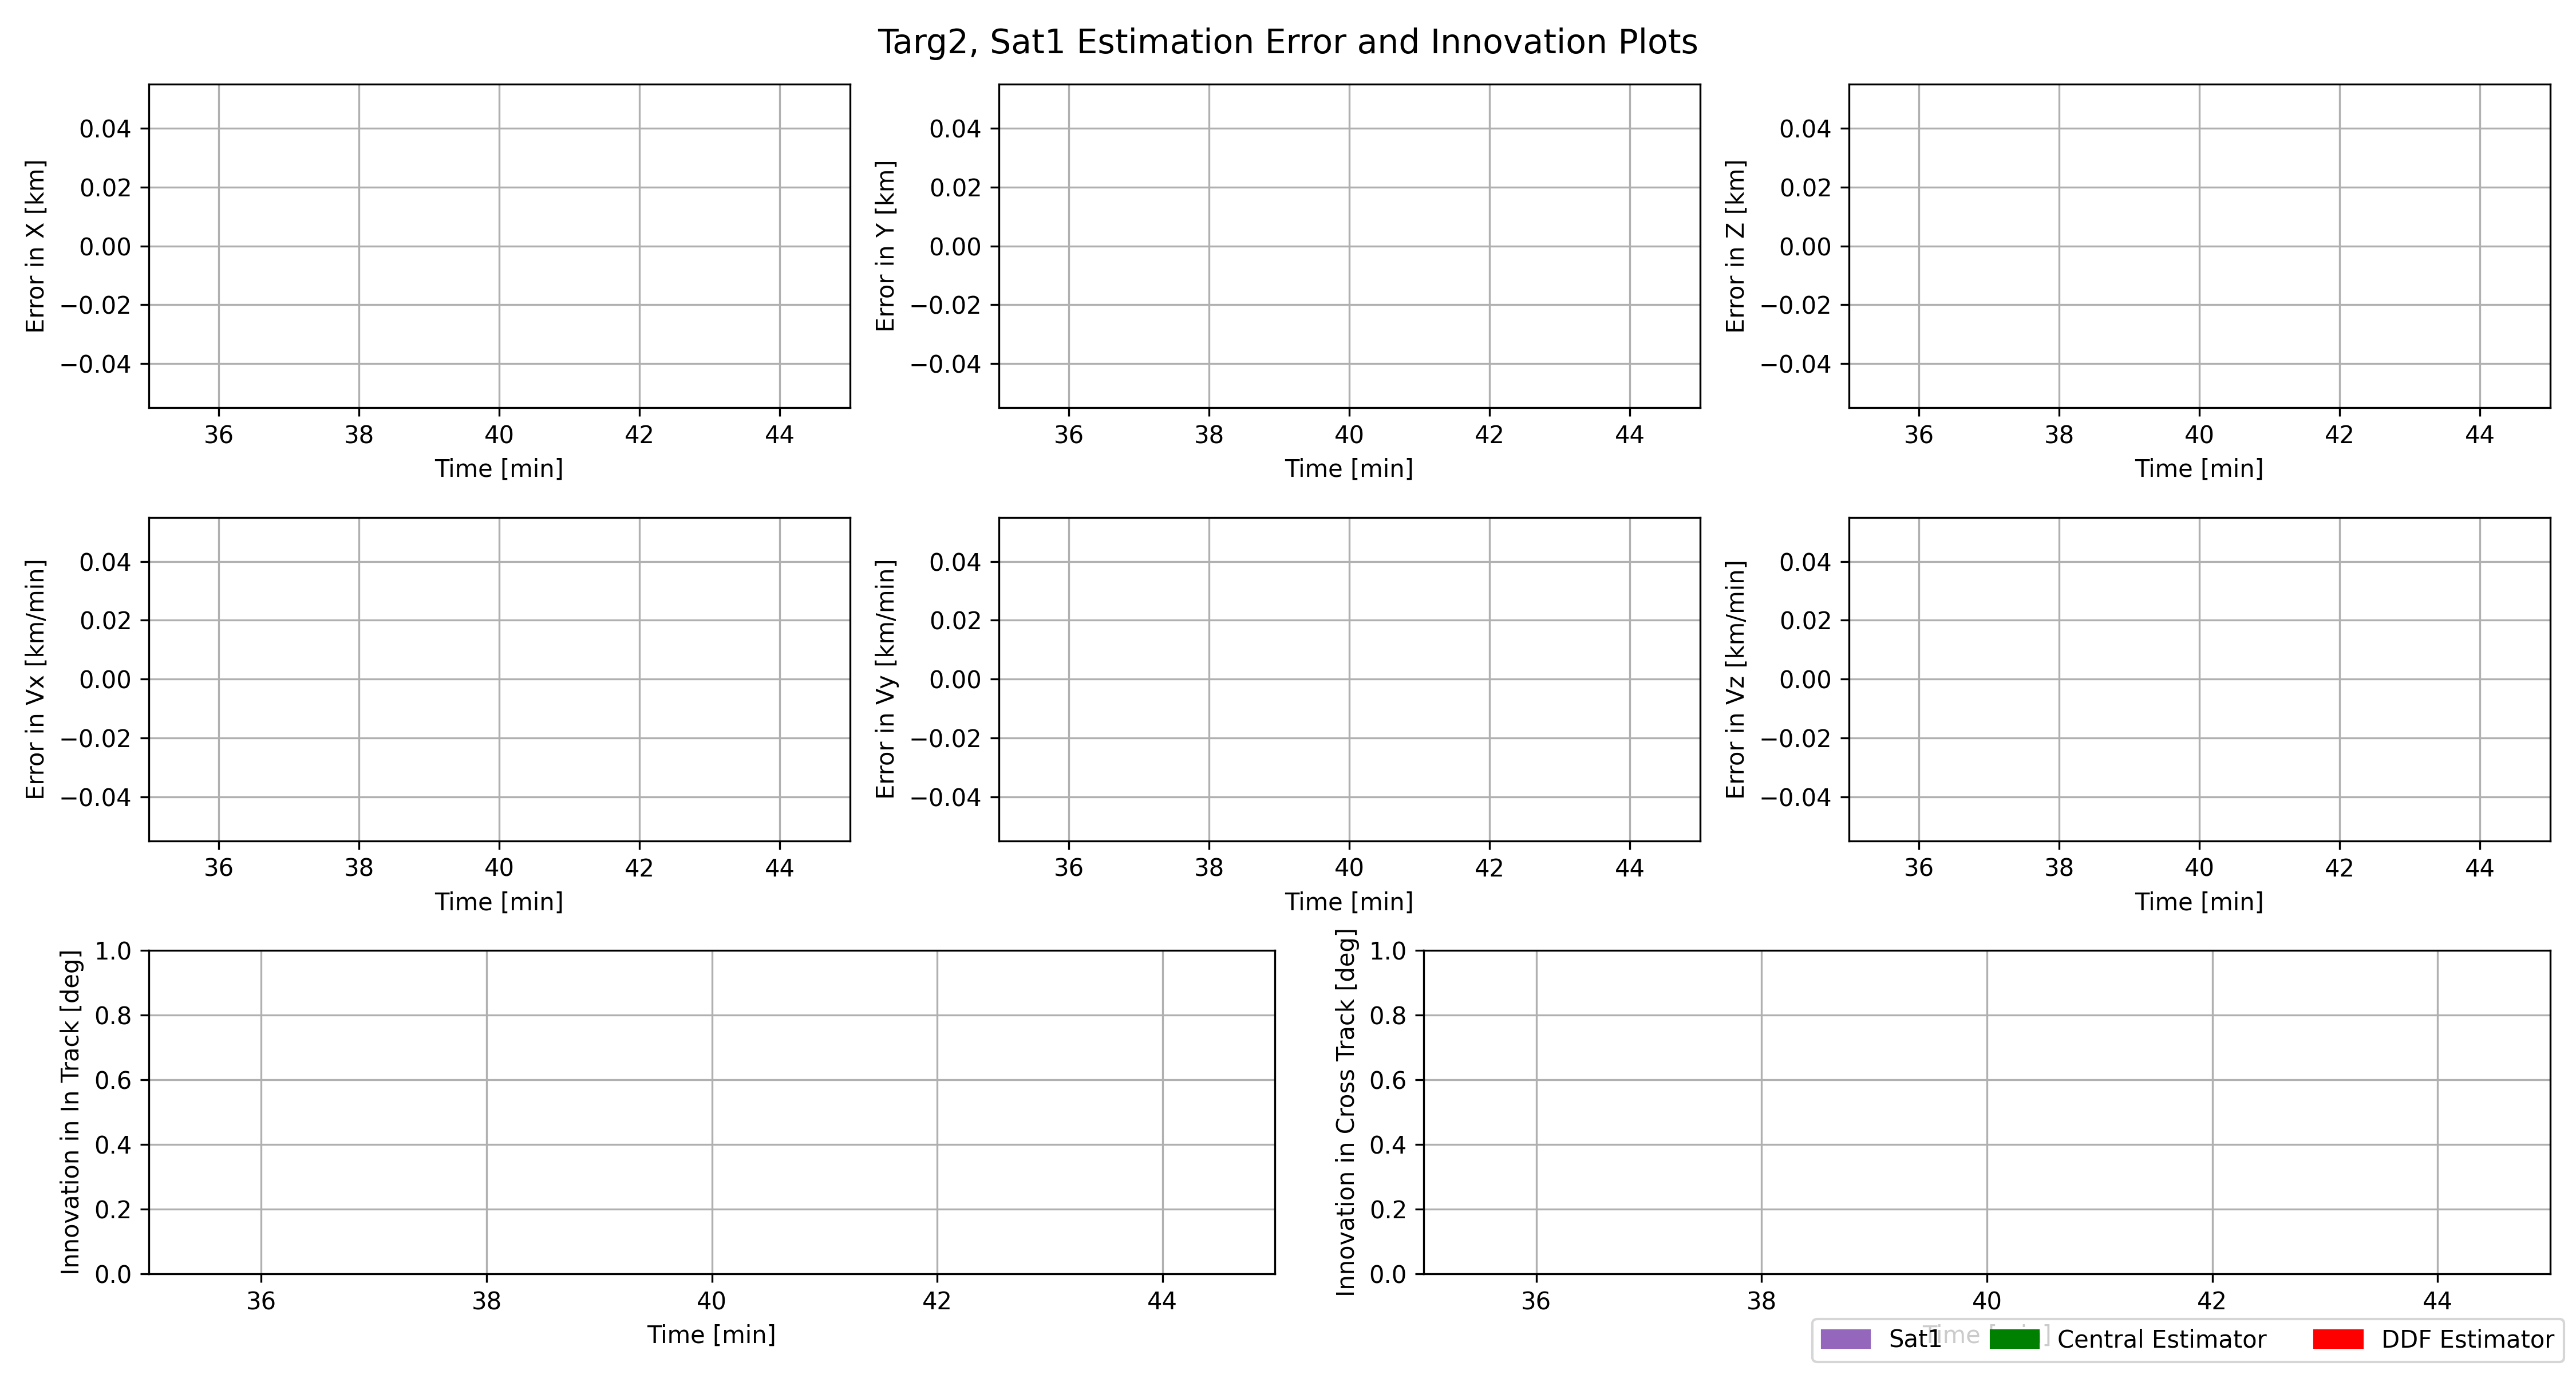 Targ2, Sat1 Estimation Error and Innovation Plots
Error in X [km]
0.04
0.02
0.00
−0.02
−0.04
36 38 40 42 44
Time [min]
Error in Y [km]
0.04
0.02
0.00
−0.02
−0.04
36 38 40 42 44
Time [min]
Error in Z [km]
0.04
0.02
0.00
−0.02
−0.04
36 38 40 42 44
Time [min]
Error in Vx [km/min]
0.04
0.02
0.00
−0.02
−0.04
36 38 40 42 44
Time [min]
Error in Vy [km/min]
0.04
0.02
0.00
−0.02
−0.04
36 38 40 42 44
Time [min]
Error in Vz [km/min]
0.04
0.02
0.00
−0.02
−0.04
36 38 40 42 44
Time [min]
Innovation in In Track [deg]
1.0
0.8
0.6
0.4
0.2
0.0
36 38 40 42 44
Time [min]
Innovation in Cross Track [deg]
1.0
0.8
0.6
0.4
0.2
0.0
36 38 40 42 44
Time [min]
Sat1 Central Estimator DDF Estimator